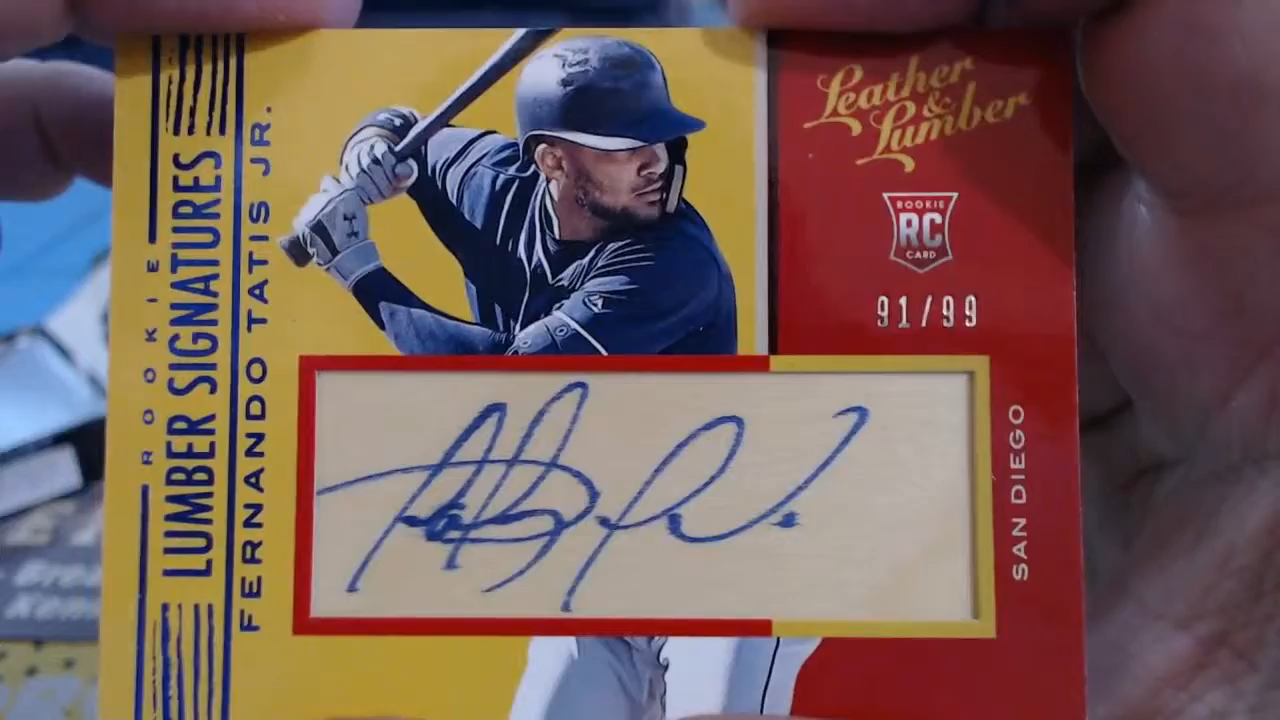 ROOKIE
LUMBER SIGNATURES
FERNANDO TATIS JR.
Leather
&
Lumber
ROOKIE
RC
CARD
91/99
SAN DIEGO